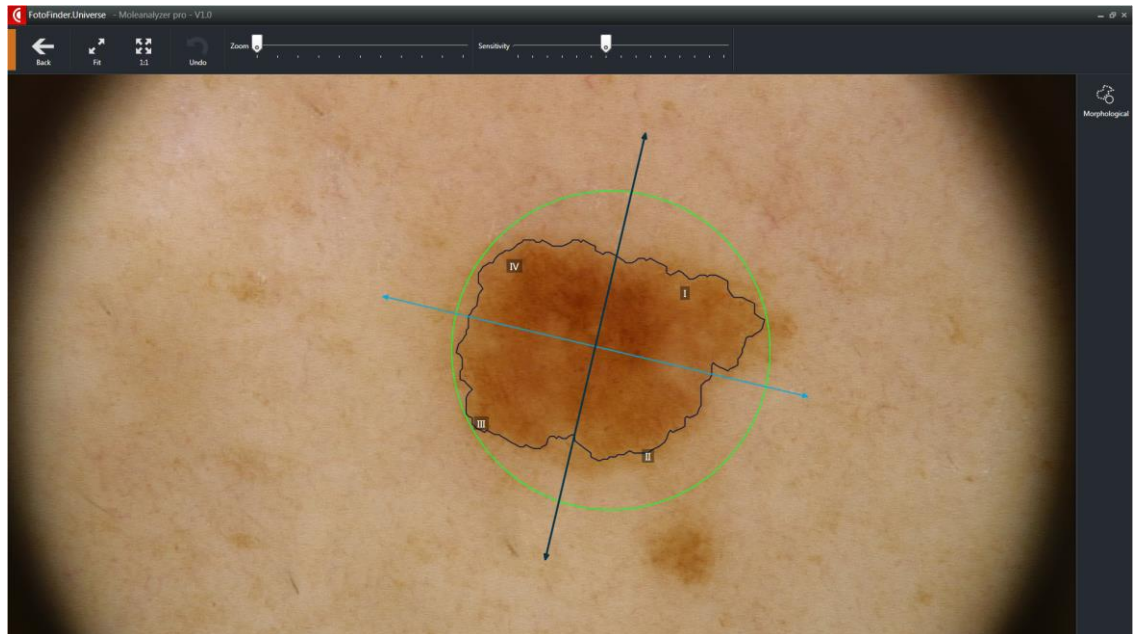 FotoFinder.Universe - Moleanalyzer pro - V1.0
Back
Fit
1:1
Undo
Zoom
Sensitivity
Morphological
IV
I
III
II